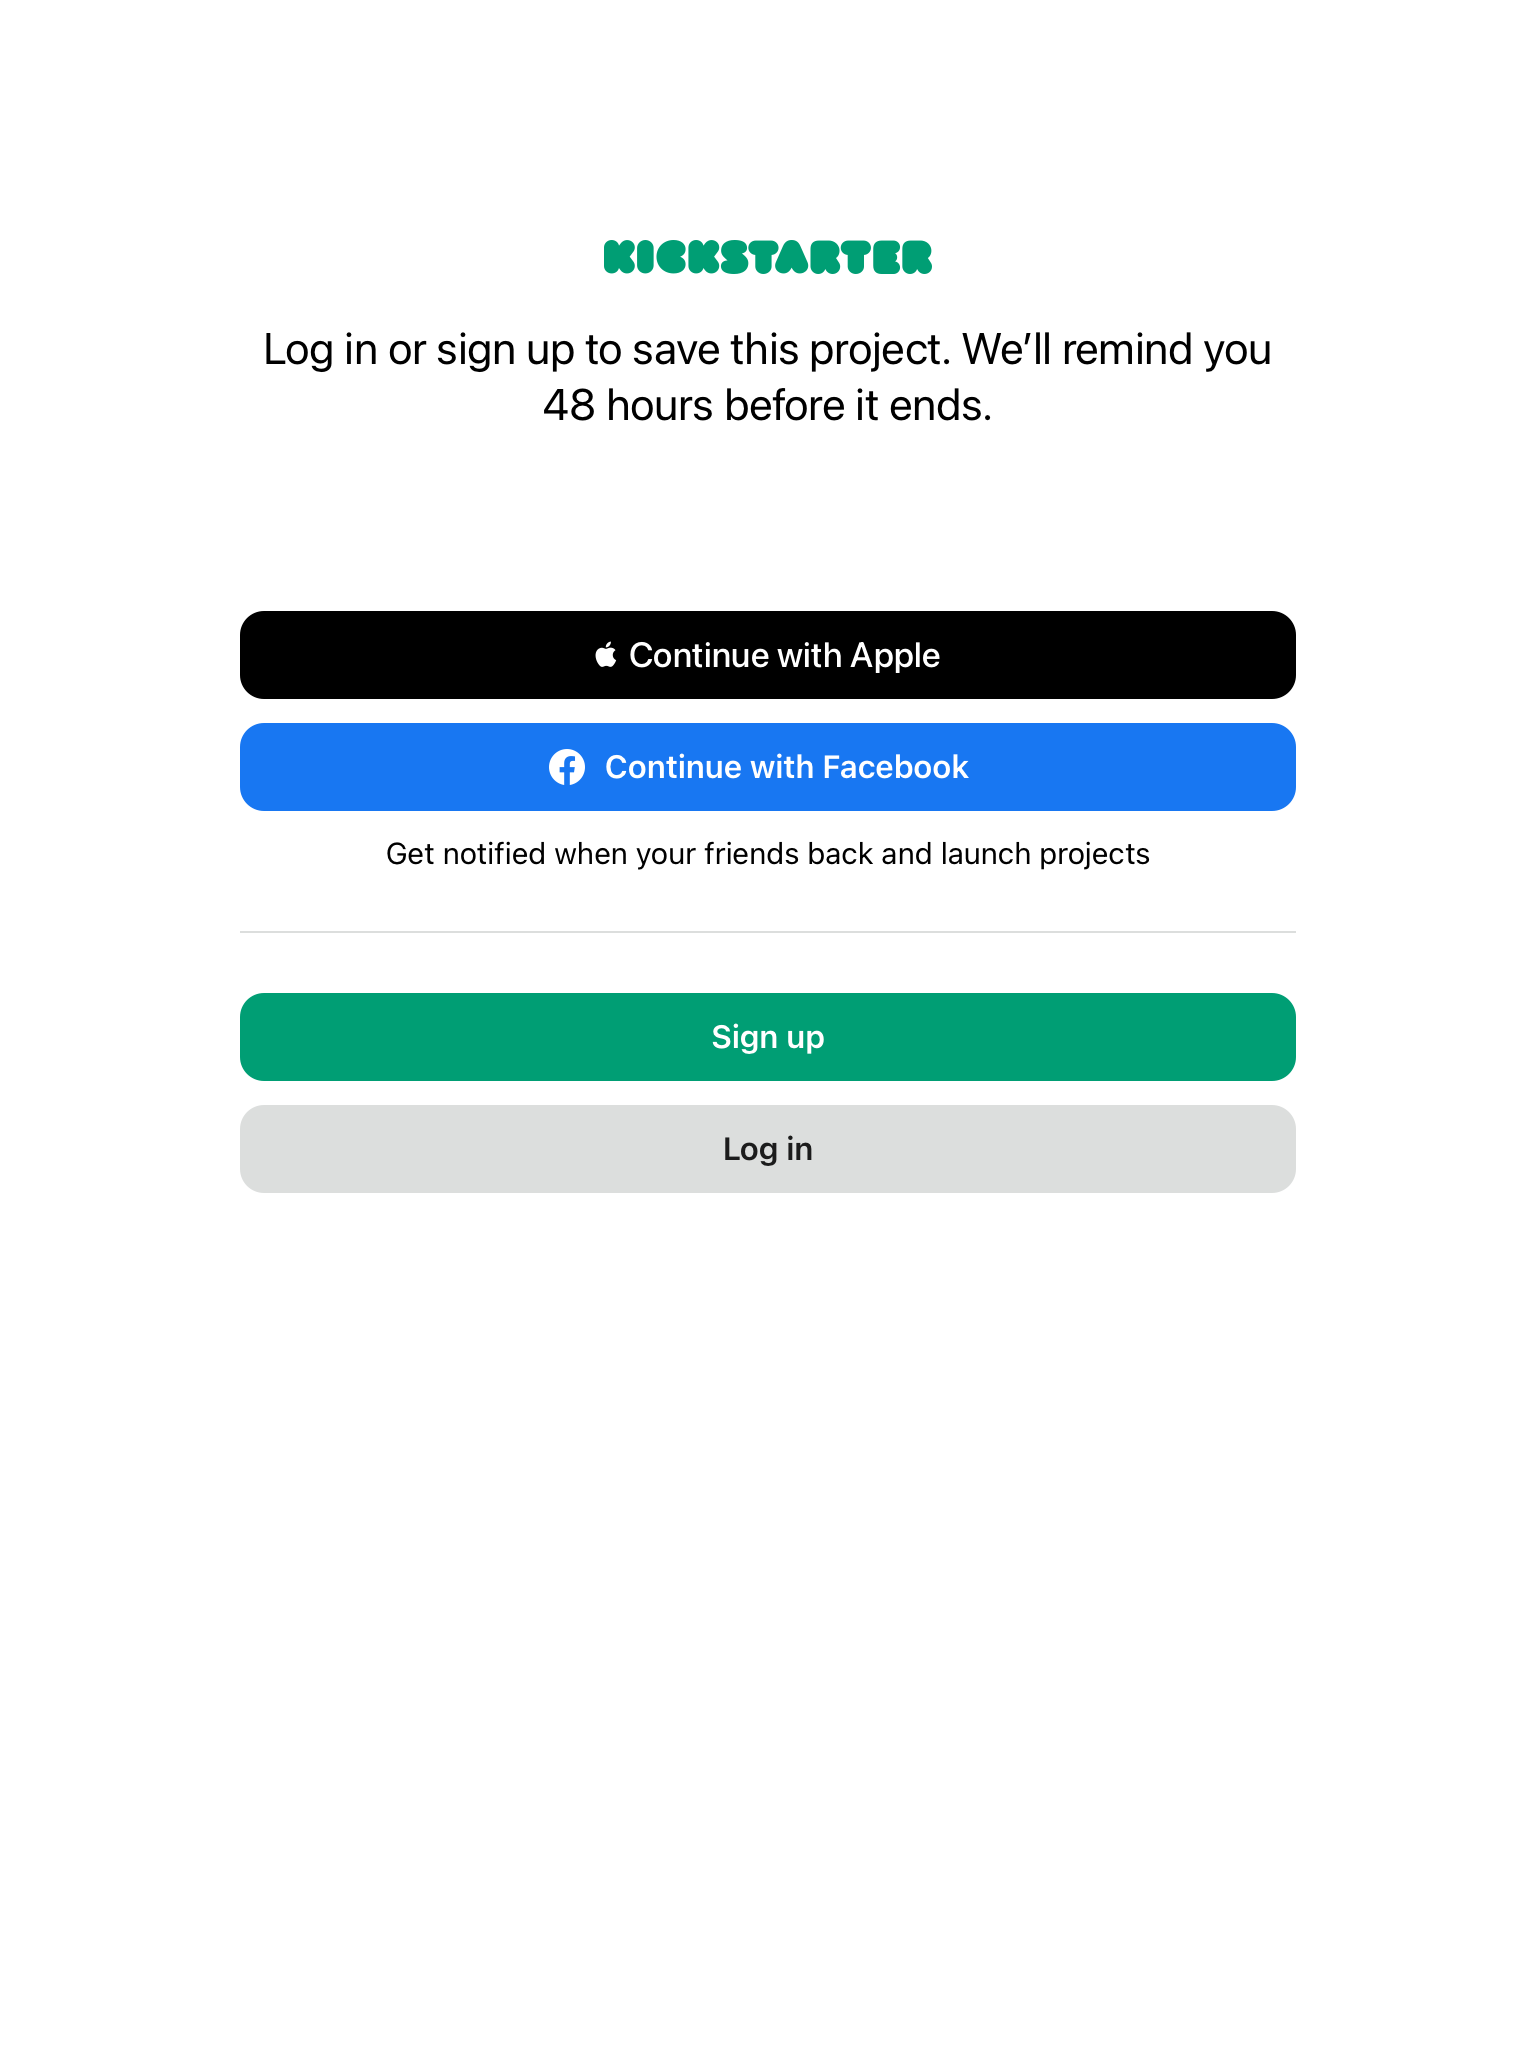 KICKSTARTER
Log in or sign up to save this project. We’ll remind you
48 hours before it ends.
Continue with Apple
Continue with Facebook
Get notified when your friends back and launch projects
Sign up
Log in